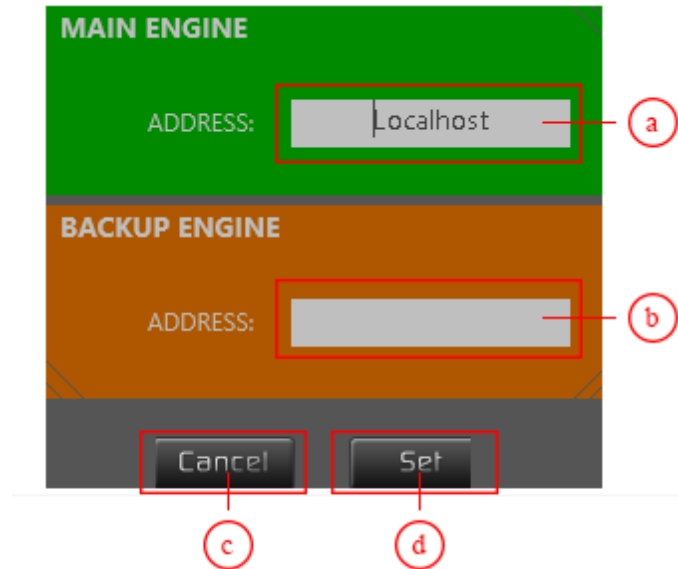 MAIN ENGINE
ADDRESS: Localhost
a
BACKUP ENGINE
ADDRESS:
b
Cancel Set
c d